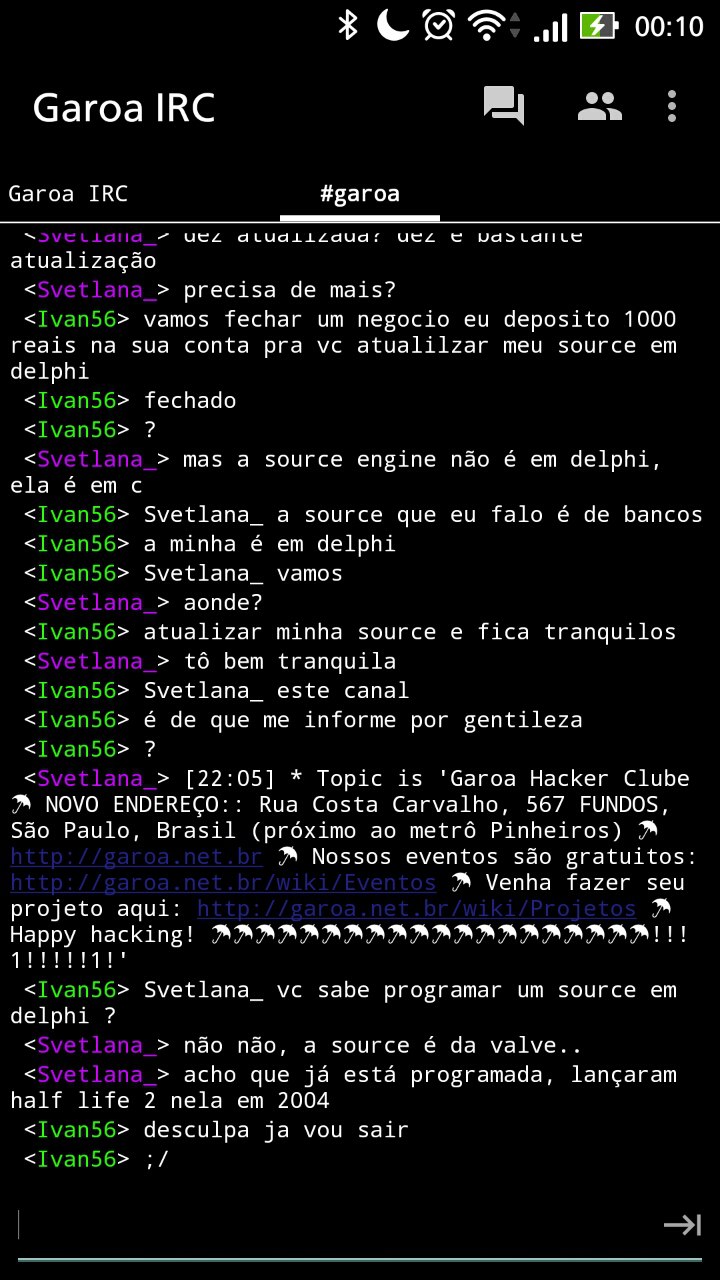 00:10
Garoa IRC
Garoa IRC #garoa
<Svetlana_> dez atualizada? dez é bastante
atualização
<Svetlana_> precisa de mais?
<Ivan56> vamos fechar um negocio eu deposito 1000
reais na sua conta pra vc atualilzar meu source em
delphi
<Ivan56> fechado
<Ivan56> ?
<Svetlana_> mas a source engine não é em delphi,
ela é em c
<Ivan56> Svetlana_ a source que eu falo é de bancos
<Ivan56> a minha é em delphi
<Ivan56> Svetlana_ vamos
<Svetlana_> aonde?
<Ivan56> atualizar minha source e fica tranquilos
<Svetlana_> tô bem tranquila
<Ivan56> Svetlana_ este canal
<Ivan56> é de que me informe por gentileza
<Ivan56> ?
<Svetlana_> [22:05] * Topic is 'Garoa Hacker Clube
☂ NOVO ENDEREÇO:: Rua Costa Carvalho, 567 FUNDOS,
São Paulo, Brasil (próximo ao metrô Pinheiros) ☂
http://garoa.net.br ☂ Nossos eventos são gratuitos:
http://garoa.net.br/wiki/Eventos ☂ Venha fazer seu
projeto aqui: http://garoa.net.br/wiki/Projetos ☂
Happy hacking! ☂☂☂☂☂☂☂☂☂☂☂☂☂☂☂☂☂☂☂☂!!!
1!!!!!1!'
<Ivan56> Svetlana_ vc sabe programar um source em
delphi ?
<Svetlana_> não não, a source é da valve..
<Svetlana_> acho que já está programada, lançaram
half life 2 nela em 2004
<Ivan56> desculpa ja vou sair
<Ivan56> ;/